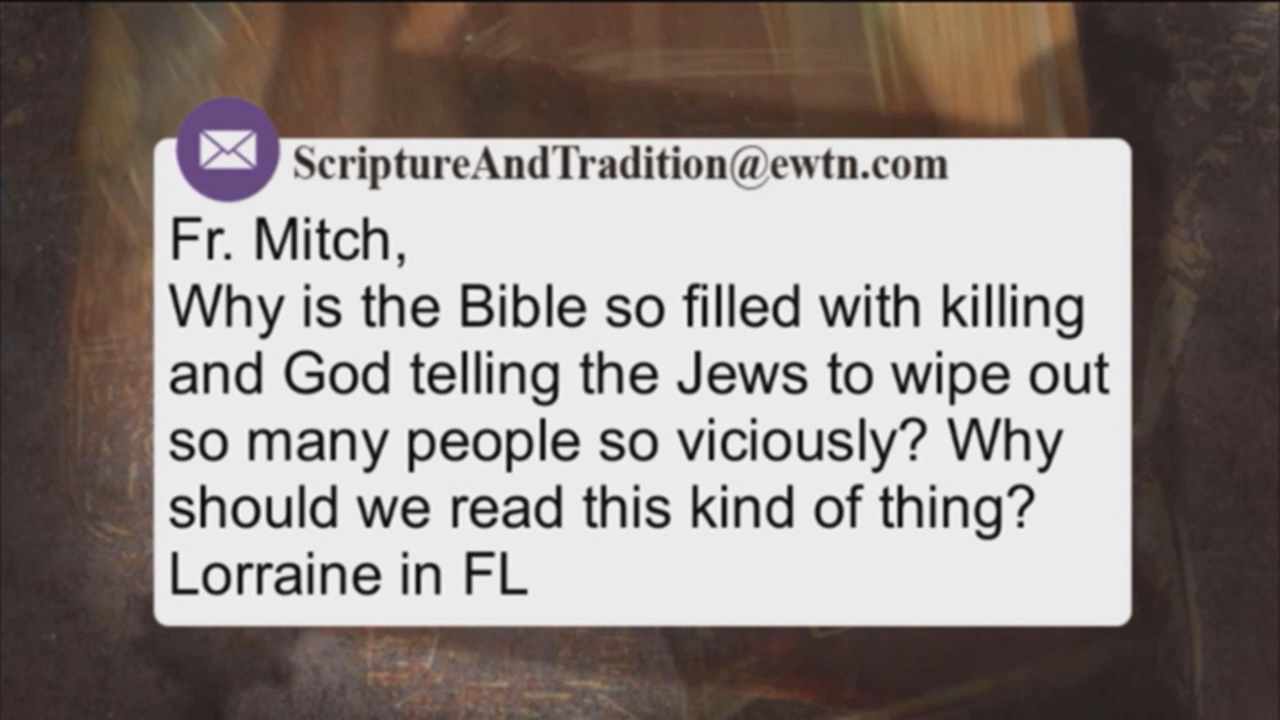 ScriptureAndTradition@ewtn.com
Fr. Mitch,
Why is the Bible so filled with killing
and God telling the Jews to wipe out
so many people so viciously? Why
should we read this kind of thing?
Lorraine in FL